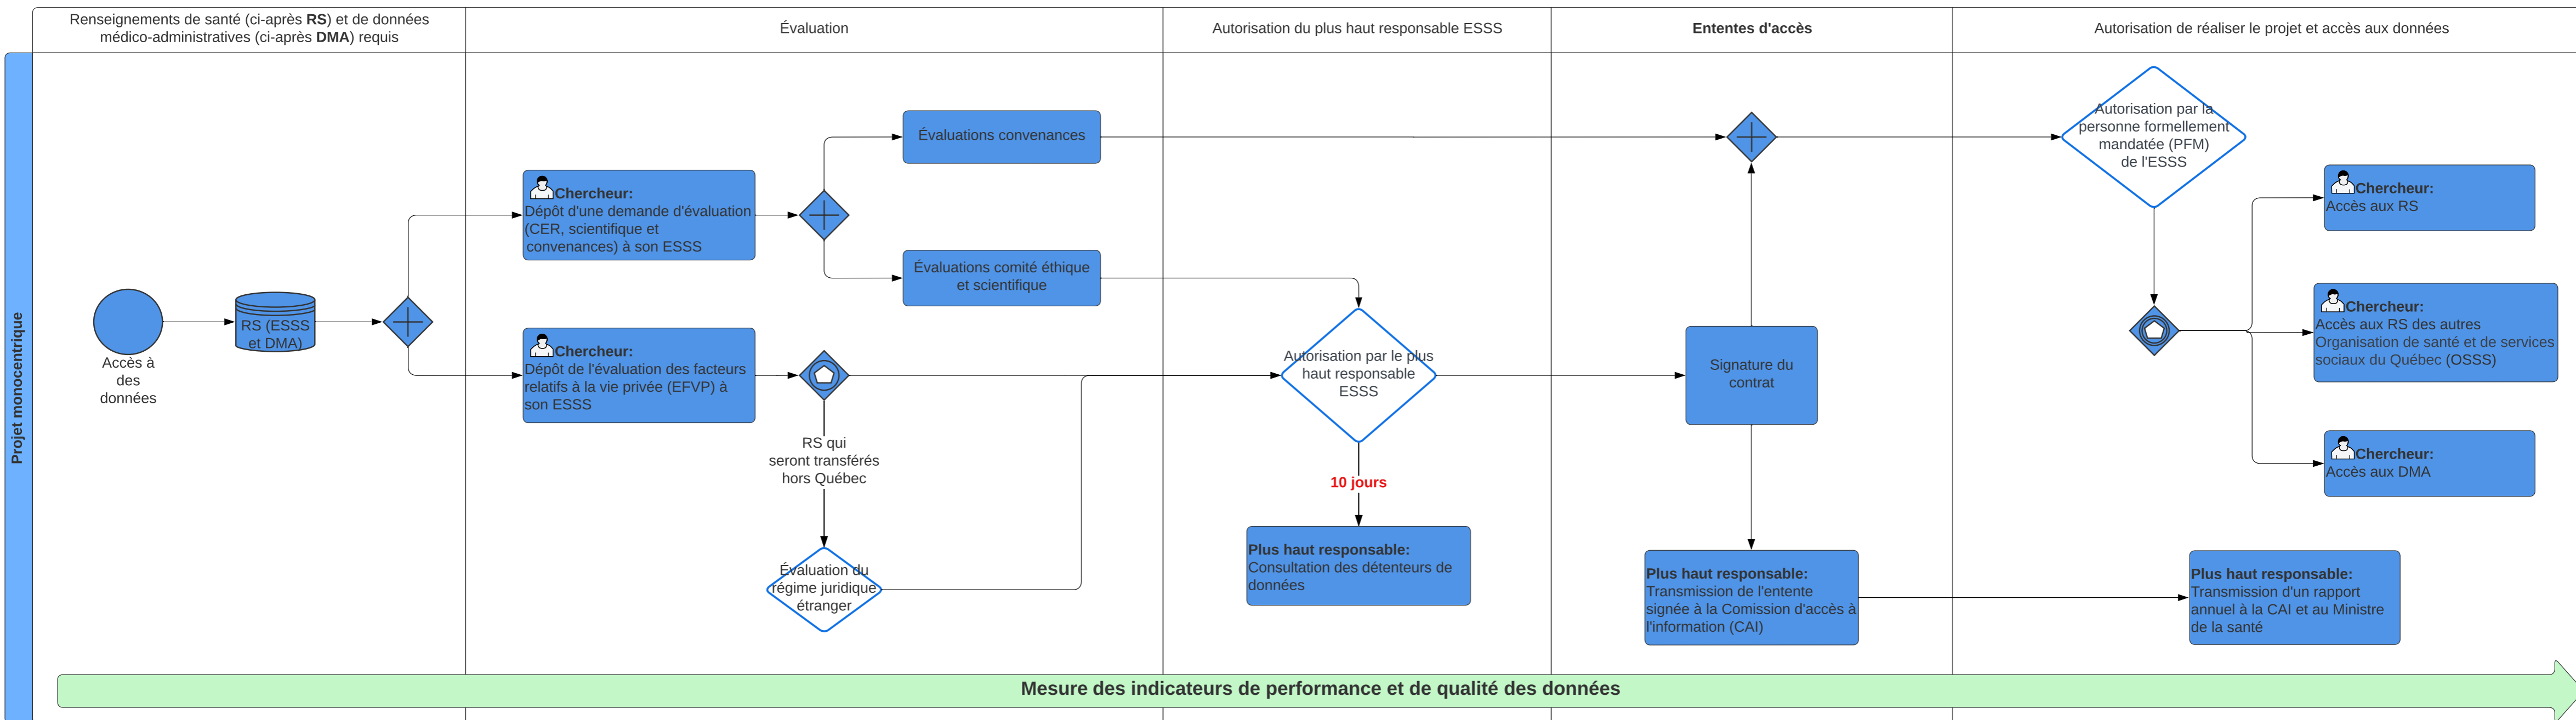 Renseignements de santé (ci-après RS) et de données
médico-administratives (ci-après DMA) requis
Évaluation
Autorisation du plus haut responsable ESSS
Ententes d'accès
Autorisation de réaliser le projet et accès aux données
Projet monocentrique
Accès à
des
données
RS (ESSS
et DMA)
Chercheur:
Dépôt d'une demande d'évaluation
(CER, scientifique et
convenances) à son ESSS
Chercheur:
Dépôt de l'évaluation des facteurs
relatifs à la vie privée (EFVP) à
son ESSS
Évaluations convenances
Évaluations comité éthique
et scientifique
RS qui
seront transférés
hors Québec
Évaluation du
régime juridique
étranger
Autorisation par le plus
haut responsable
ESSS
10 jours
Plus haut responsable:
Consultation des détenteurs de
données
Signature du
contrat
Plus haut responsable:
Transmission de l'entente
signée à la Comission d'accès à
l'information (CAI)
Autorisation par la
personne formellement
mandatée (PFM)
de l'ESSS
Chercheur:
Accès aux RS
Chercheur:
Accès aux RS des autres
Organisation de santé et de services
sociaux du Québec (OSSS)
Chercheur:
Accès aux DMA
Plus haut responsable:
Transmission d'un rapport
annuel à la CAI et au Ministre
de la santé
Mesure des indicateurs de performance et de qualité des données